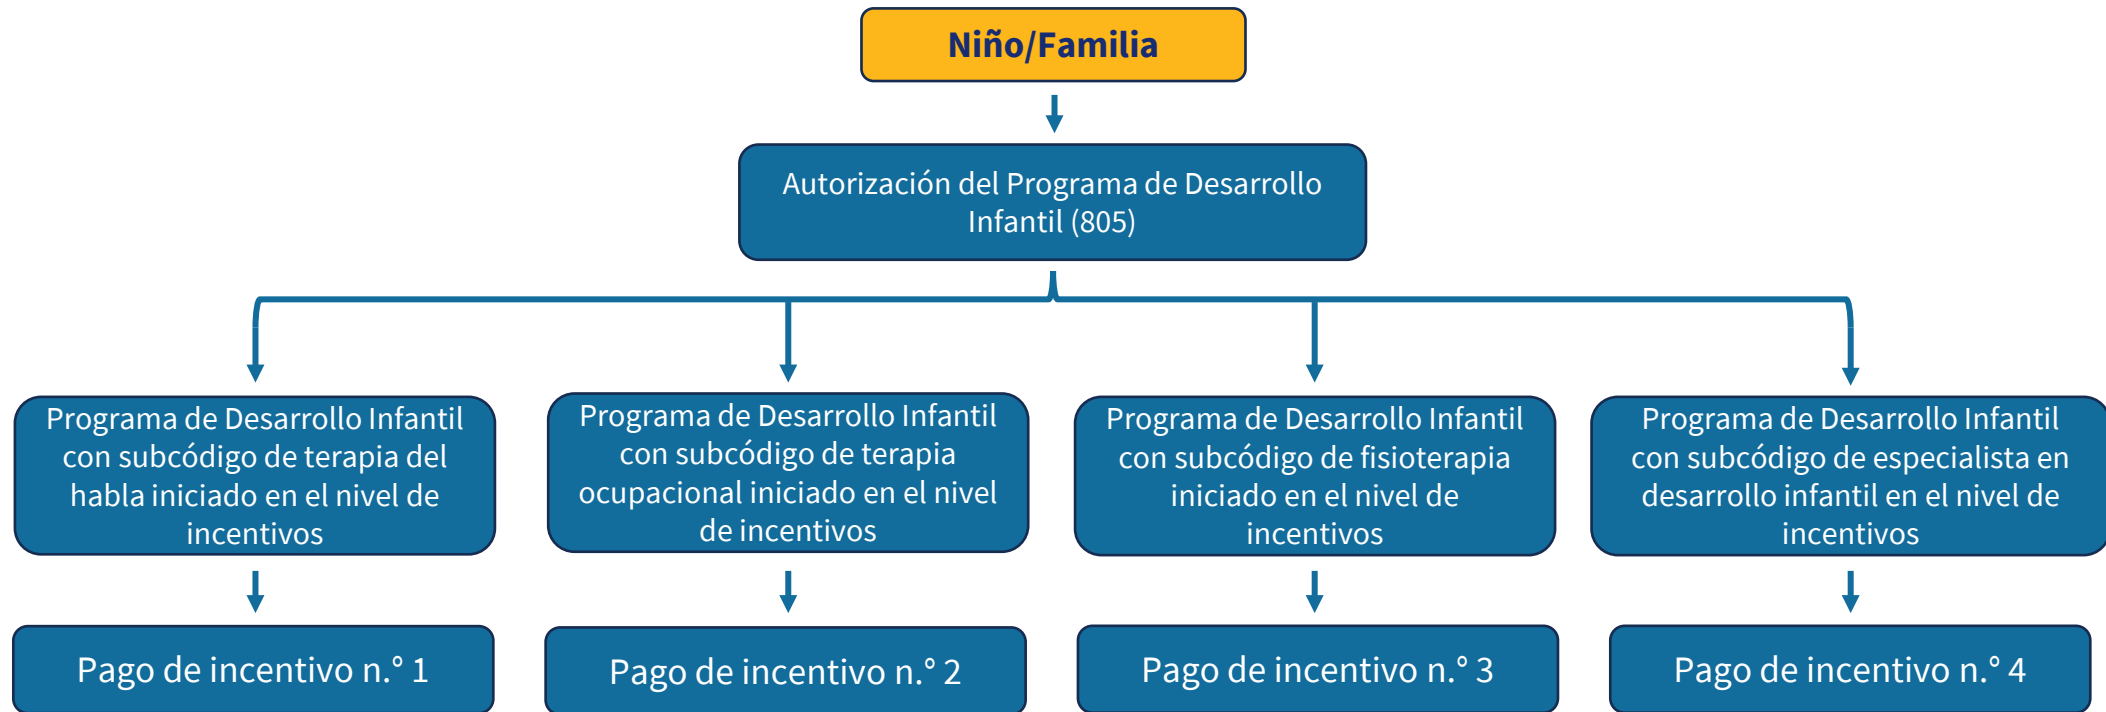 Niño/Familia
Autorización del Programa de Desarrollo
Infantil (805)
Programa de Desarrollo Infantil
con subcódigo de terapia del
habla iniciado en el nivel de
incentivos
Programa de Desarrollo Infantil
con subcódigo de terapia
ocupacional iniciado en el nivel
de incentivos
Programa de Desarrollo Infantil
con subcódigo de fisioterapia
iniciado en el nivel de
incentivos
Programa de Desarrollo Infantil
con subcódigo de especialista en
desarrollo infantil en el nivel de
incentivos
Pago de incentivo n.° 1
Pago de incentivo n.° 2
Pago de incentivo n.° 3
Pago de incentivo n.° 4